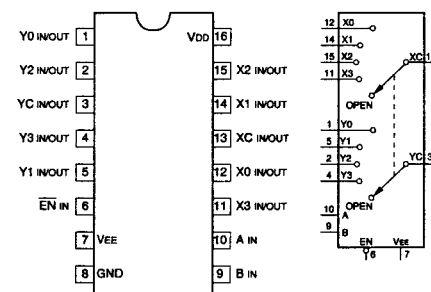 Y0 IN/OUT 1
Y2 IN/OUT 2
YC IN/OUT 3
Y3 IN/OUT 4
Y1 IN/OUT 5
EN IN 6
VEE 7
GND 8
VDD 16
15 X2 IN/OUT
14 X1 IN/OUT
13 XC IN/OUT
12 X0 IN/OUT
11 X3 IN/OUT
10 A IN
9 B IN
12 X0
14 X1
15 X2
11 X3
XC 1
OPEN
1 Y0
5 Y1
2 Y2
4 Y3
YC 3
OPEN
10 A
9 B
EN VEE
6 7